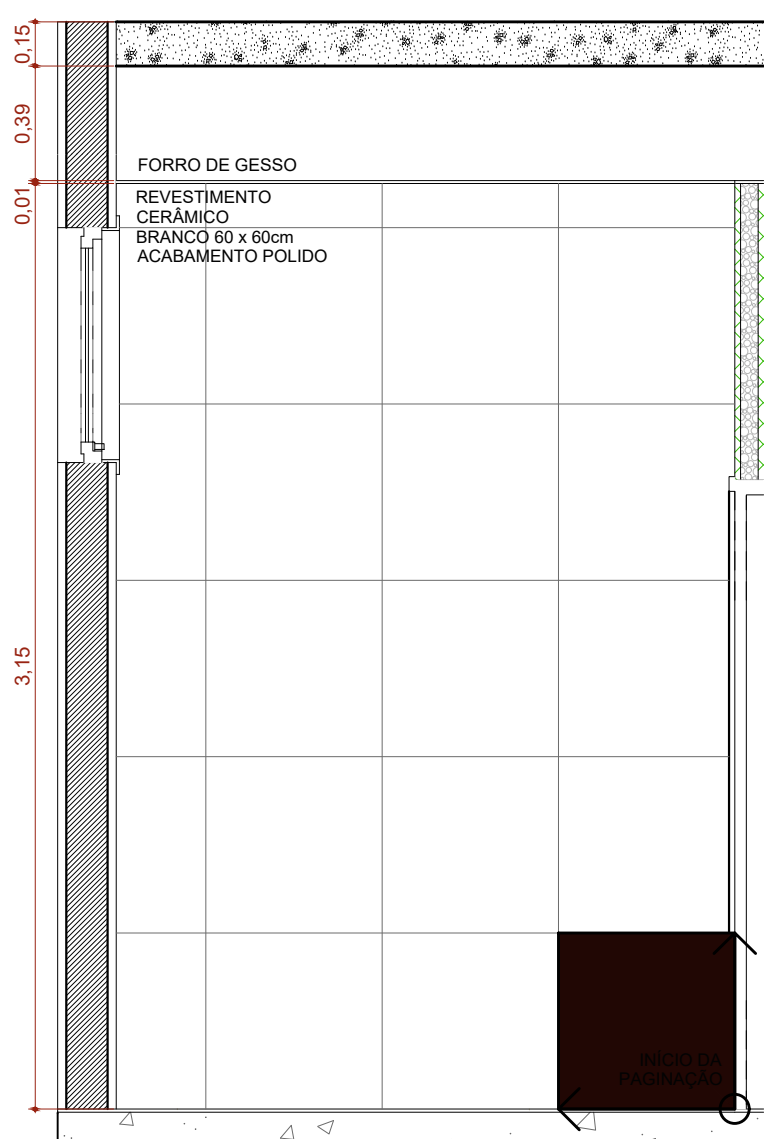 0,15
0,39
FORRO DE GESSO
0,01
REVESTIMENTO
CERÂMICO
BRANCO 60 x 60cm
ACABAMENTO POLIDO
3,15
INÍCIO DA
PAGINAÇÃO